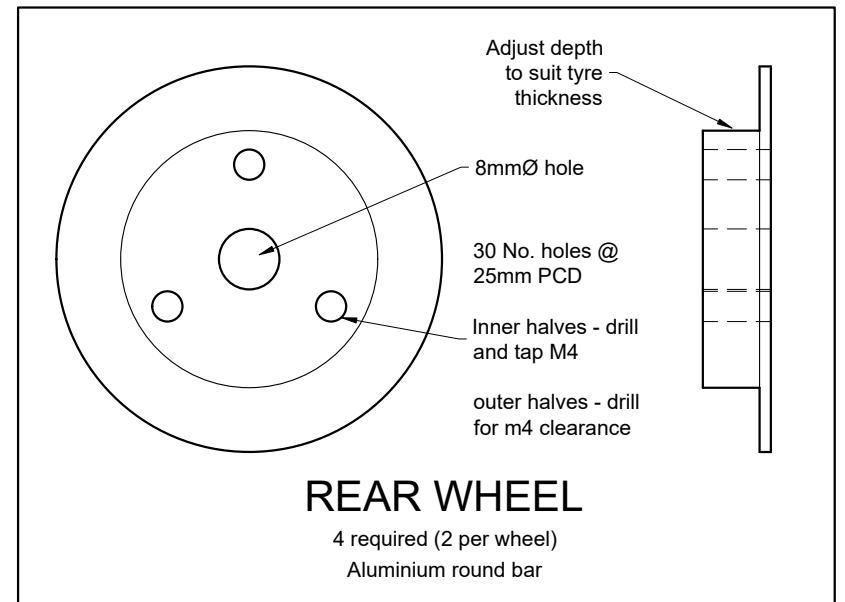 Adjust depth
to suit tyre
thickness
8mmØ hole
30 No. holes @
25mm PCD
Inner halves - drill
and tap M4
outer halves - drill
for m4 clearance
REAR WHEEL
4 required (2 per wheel)
Aluminium round bar